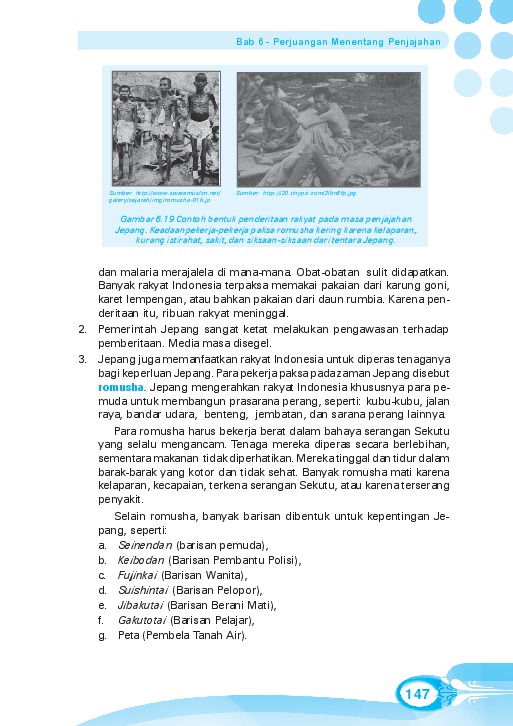 Bab 6 - Perjuangan Menentang Penjajahan
Sumber: http://www.swaramuslim.net/
galery/sejarah/img/romusha-01b.jp
Sumber: http://i20.tinypic.com/2lbn8fp.jpg
Gambar 6.19 Contoh bentuk penderitaan rakyat pada masa penjajahan
Jepang. Keadaan pekerja-pekerja paksa romusha kering karena kelaparan,
kurang istirahat, sakit, dan siksaan-siksaan dari tentara Jepang.
dan malaria merajalela di mana-mana. Obat-obatan sulit didapatkan.
Banyak rakyat Indonesia terpaksa memakai pakaian dari karung goni,
karet lempengan, atau bahkan pakaian dari daun rumbia. Karena pen-
deritaan itu, ribuan rakyat meninggal.
2. Pemerintah Jepang sangat ketat melakukan pengawasan terhadap
pemberitaan. Media masa disegel.
3. Jepang juga memanfaatkan rakyat Indonesia untuk diperas tenaganya
bagi keperluan Jepang. Para pekerja paksa pada zaman Jepang disebut
romusha. Jepang mengerahkan rakyat Indonesia khususnya para pe-
muda untuk membangun prasarana perang, seperti: kubu-kubu, jalan
raya, bandar udara, benteng, jembatan, dan sarana perang lainnya.
Para romusha harus bekerja berat dalam bahaya serangan Sekutu
yang selalu mengancam. Tenaga mereka diperas secara berlebihan,
sementara makanan tidak diperhatikan. Mereka tinggal dan tidur dalam
barak-barak yang kotor dan tidak sehat. Banyak romusha mati karena
kelaparan, kecapaian, terkena serangan Sekutu, atau karena terserang
penyakit.
Selain romusha, banyak barisan dibentuk untuk kepentingan Je-
pang, seperti:
a. Seinendan (barisan pemuda),
b. Keibodan (Barisan Pembantu Polisi),
c. Fujinkai (Barisan Wanita),
d. Suishintai (Barisan Pelopor),
e. Jibakutai (Barisan Berani Mati),
f. Gakutotai (Barisan Pelajar),
g. Peta (Pembela Tanah Air).
147